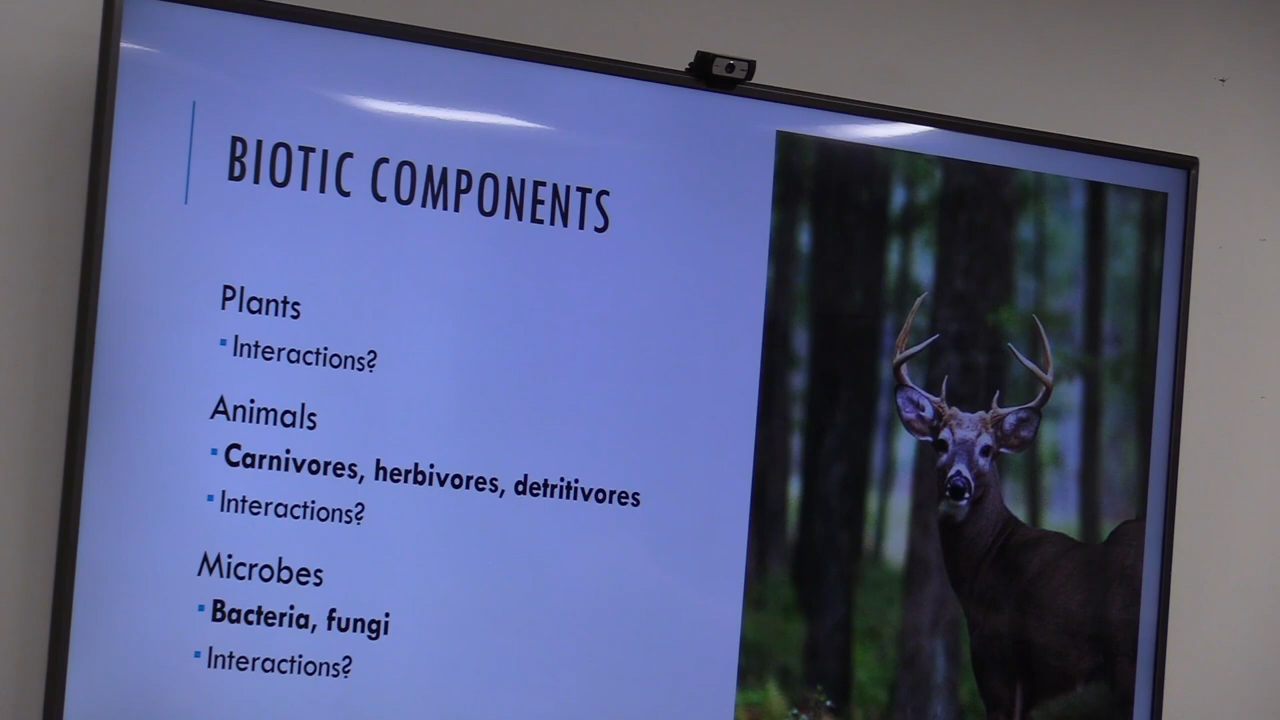 BIOTIC COMPONENTS
Plants
Interactions?
Animals
Carnivores, herbivores, detritivores
Interactions?
Microbes
Bacteria, fungi
Interactions?